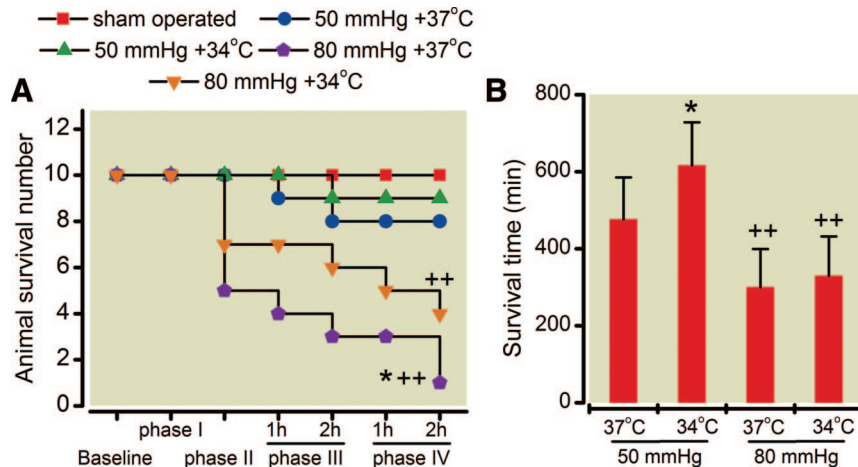 sham operated 50 mmHg +37°C
50 mmHg +34°C 80 mmHg +37°C
80 mmHg +34°C
A
Animal survival number
12
10
8
6
4
2
0
++
* ++
phase I 1h 2h 1h 2h
Baseline phase II phase III phase IV
B
Survival time (min)
800
600
400
200
0
*
++ ++
37°C 34°C 37°C 34°C
50 mmHg 80 mmHg